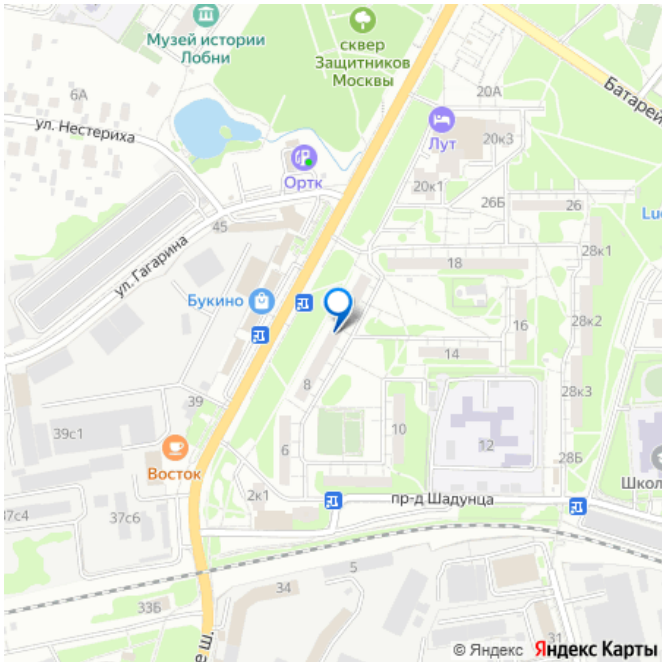 Музей истории
Лобни
сквер
Защитников
Москвы
6А
ул. Нестериха
Батарей
20А
20к3
Лут
Ортк
20к1
26Б
26
Luc
45
28к1
ул. Гагарина
18
Букино
28к2
16
14
8
28к3
39
10
39с1
6
12
Восток
28Б
Школ
2к1
пр-д Шадунца
37с4
37с6
5
34
33Б
31
а ш.
© Яндекс Яндекс Карты